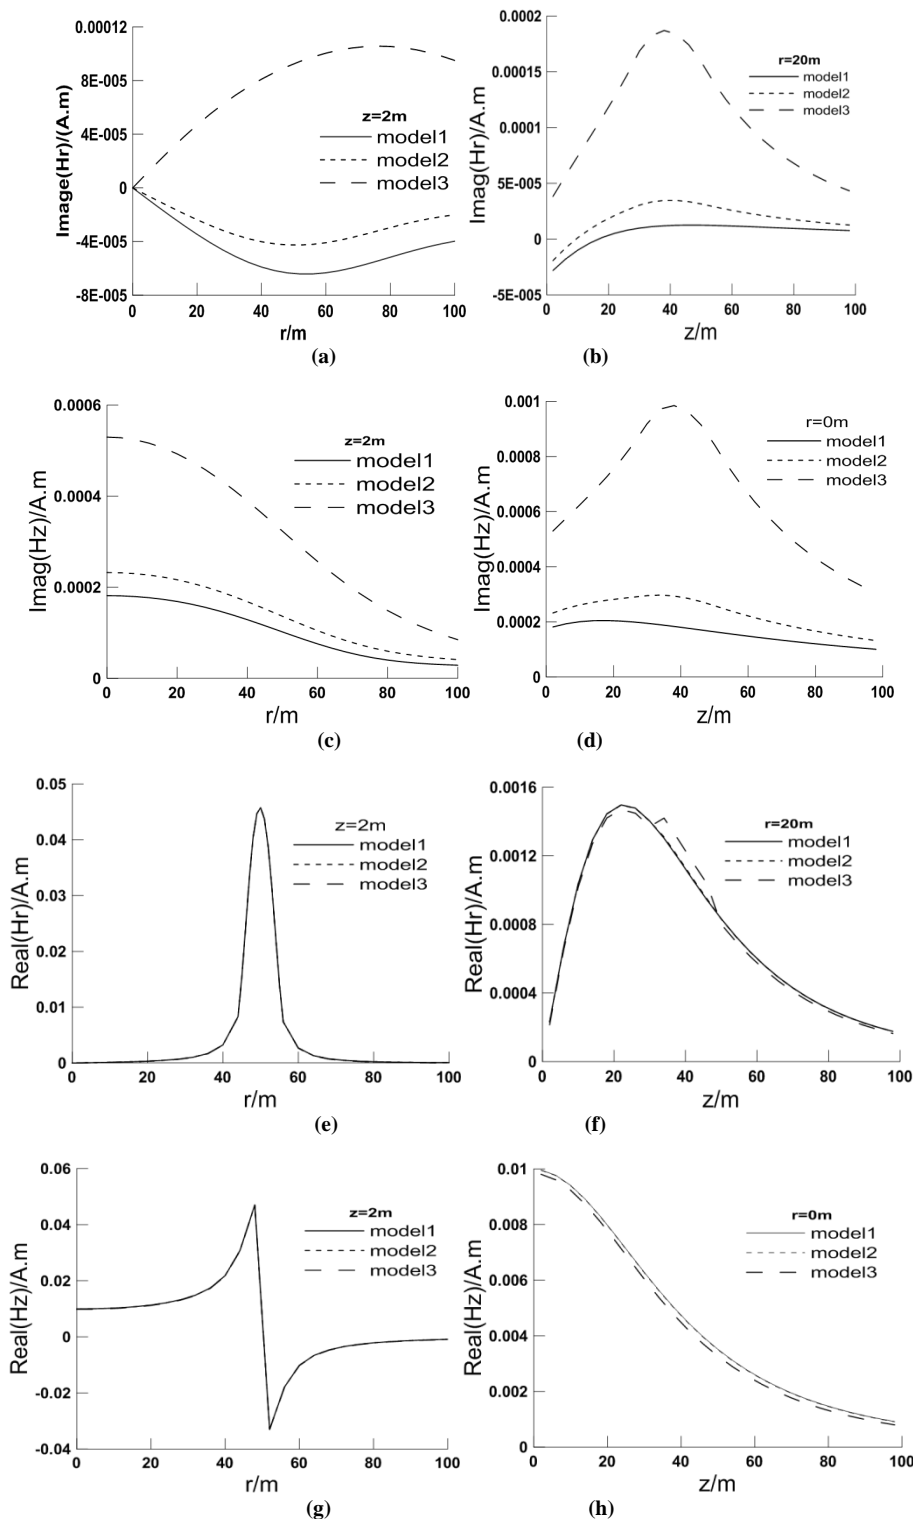 0.00012
8E-005
4E-005
0
-4E-005
-8E-005
Image(Hr)/(A.m)
z=2m
model1
model2
model3
0 20 40 60 80 100
r/m
(a)
0.0002
0.00015
0.0001
5E-005
0
-5E-005
Imag(Hr)/A.m
r=20m
model1
model2
model3
0 20 40 60 80 100
z/m
(b)
0.0006
0.0004
0.0002
0
Imag(Hz)/A.m
z=2m
model1
model2
model3
0 20 40 60 80 100
r/m
(c)
0.001
0.0008
0.0006
0.0004
0.0002
0
Imag(Hz)/A.m
r=0m
model1
model2
model3
0 20 40 60 80 100
z/m
(d)
0.05
0.04
0.03
0.02
0.01
0
Real(Hr)/A.m
z=2m
model1
model2
model3
0 20 40 60 80 100
r/m
(e)
0.0016
0.0012
0.0008
0.0004
0
Real(Hr)/A.m
r=20m
model1
model2
model3
0 20 40 60 80 100
z/m
(f)
0.06
0.04
0.02
0
-0.02
-0.04
Real(Hz)/A.m
z=2m
model1
model2
model3
0 20 40 60 80 100
r/m
(g)
0.01
0.008
0.006
0.004
0.002
0
Real(Hz)/A.m
r=0m
model1
model2
model3
0 20 40 60 80 100
z/m
(h)